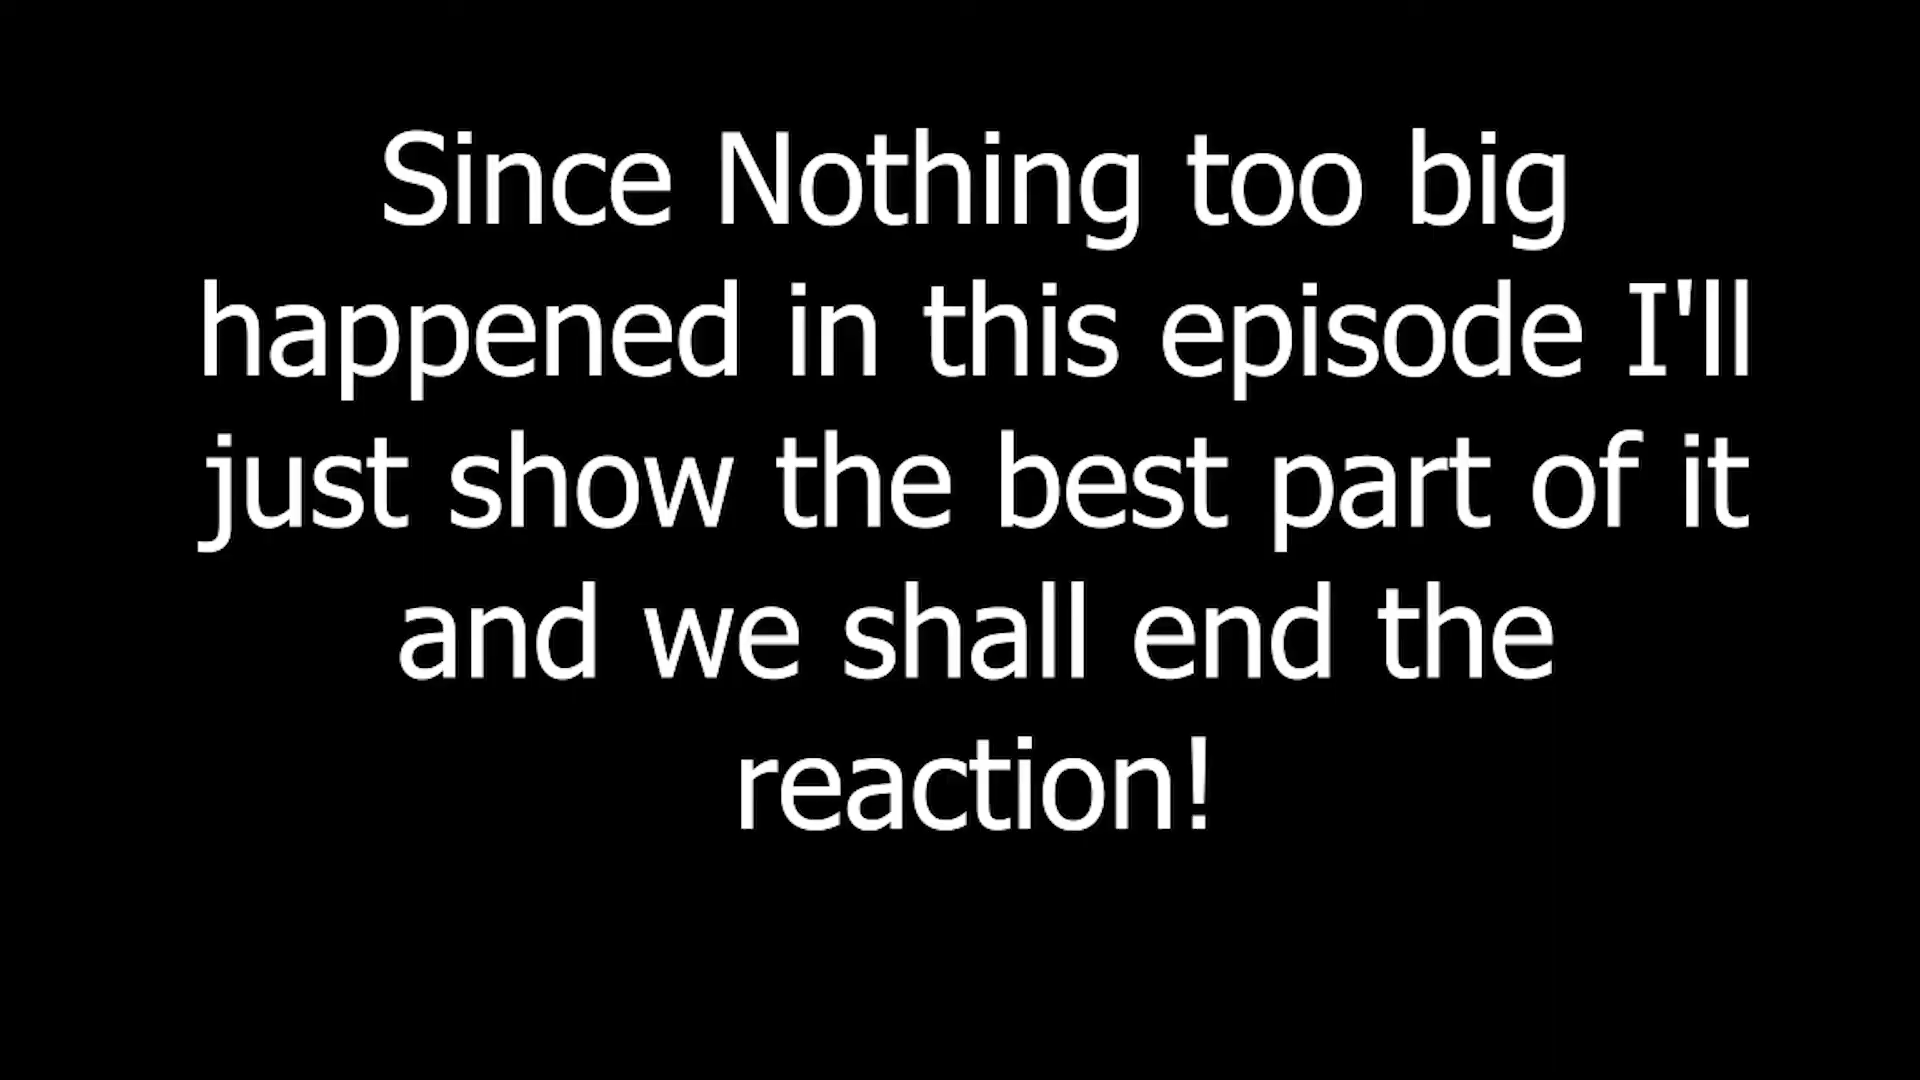 Since Nothing too big
happened in this episode I'll
just show the best part of it
and we shall end the
reaction!